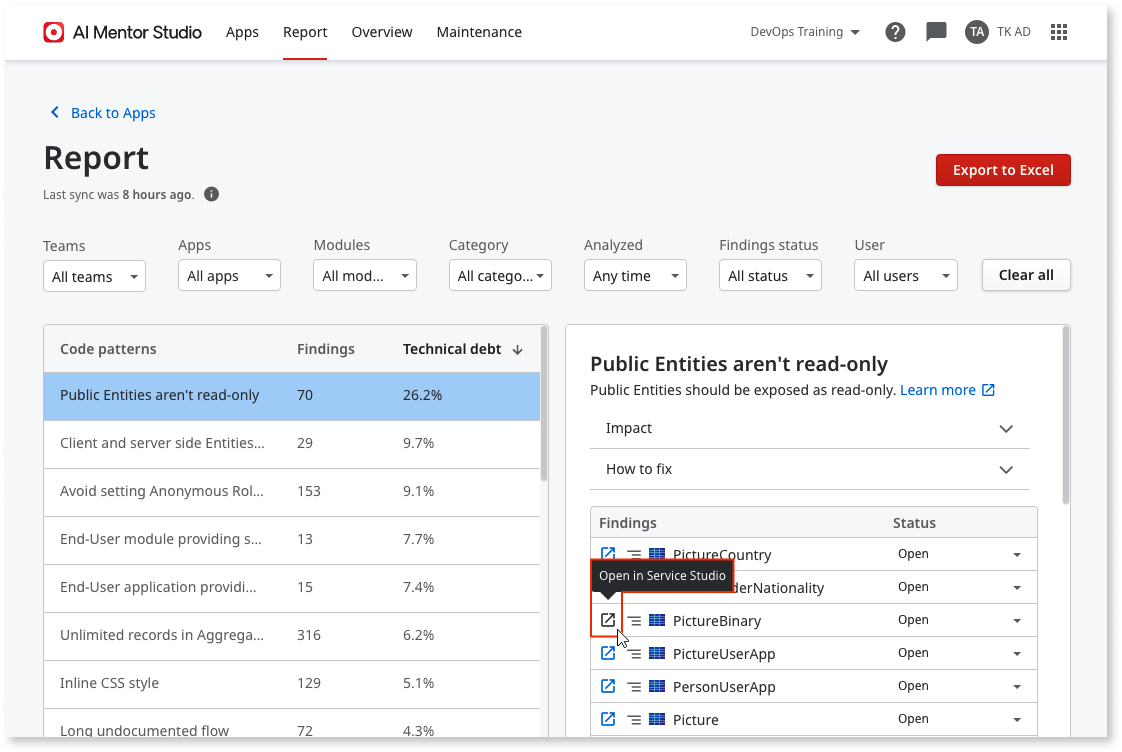 AI Mentor Studio Apps Report Overview Maintenance DevOps Training TA TK AD
Back to Apps
Report
Export to Excel
Last sync was 8 hours ago.
Teams Apps Modules Category Analyzed Findings status User
All teams All apps All mod... All catego... Any time All status All users Clear all
Code patterns Findings Technical debt
Public Entities aren't read-only 70 26.2%
Client and server side Entities... 29 9.7%
Avoid setting Anonymous Rol... 153 9.1%
End-User module providing s... 13 7.7%
End-User application providi... 15 7.4%
Unlimited records in Aggrega... 316 6.2%
Inline CSS style 129 5.1%
Long undocumented flow 72 4.3%
Public Entities aren't read-only
Public Entities should be exposed as read-only. Learn more
Impact
How to fix
Findings Status
PictureCountry Open
Open in Service Studio
derNationality Open
PictureBinary Open
PictureUserApp Open
PersonUserApp Open
Picture Open